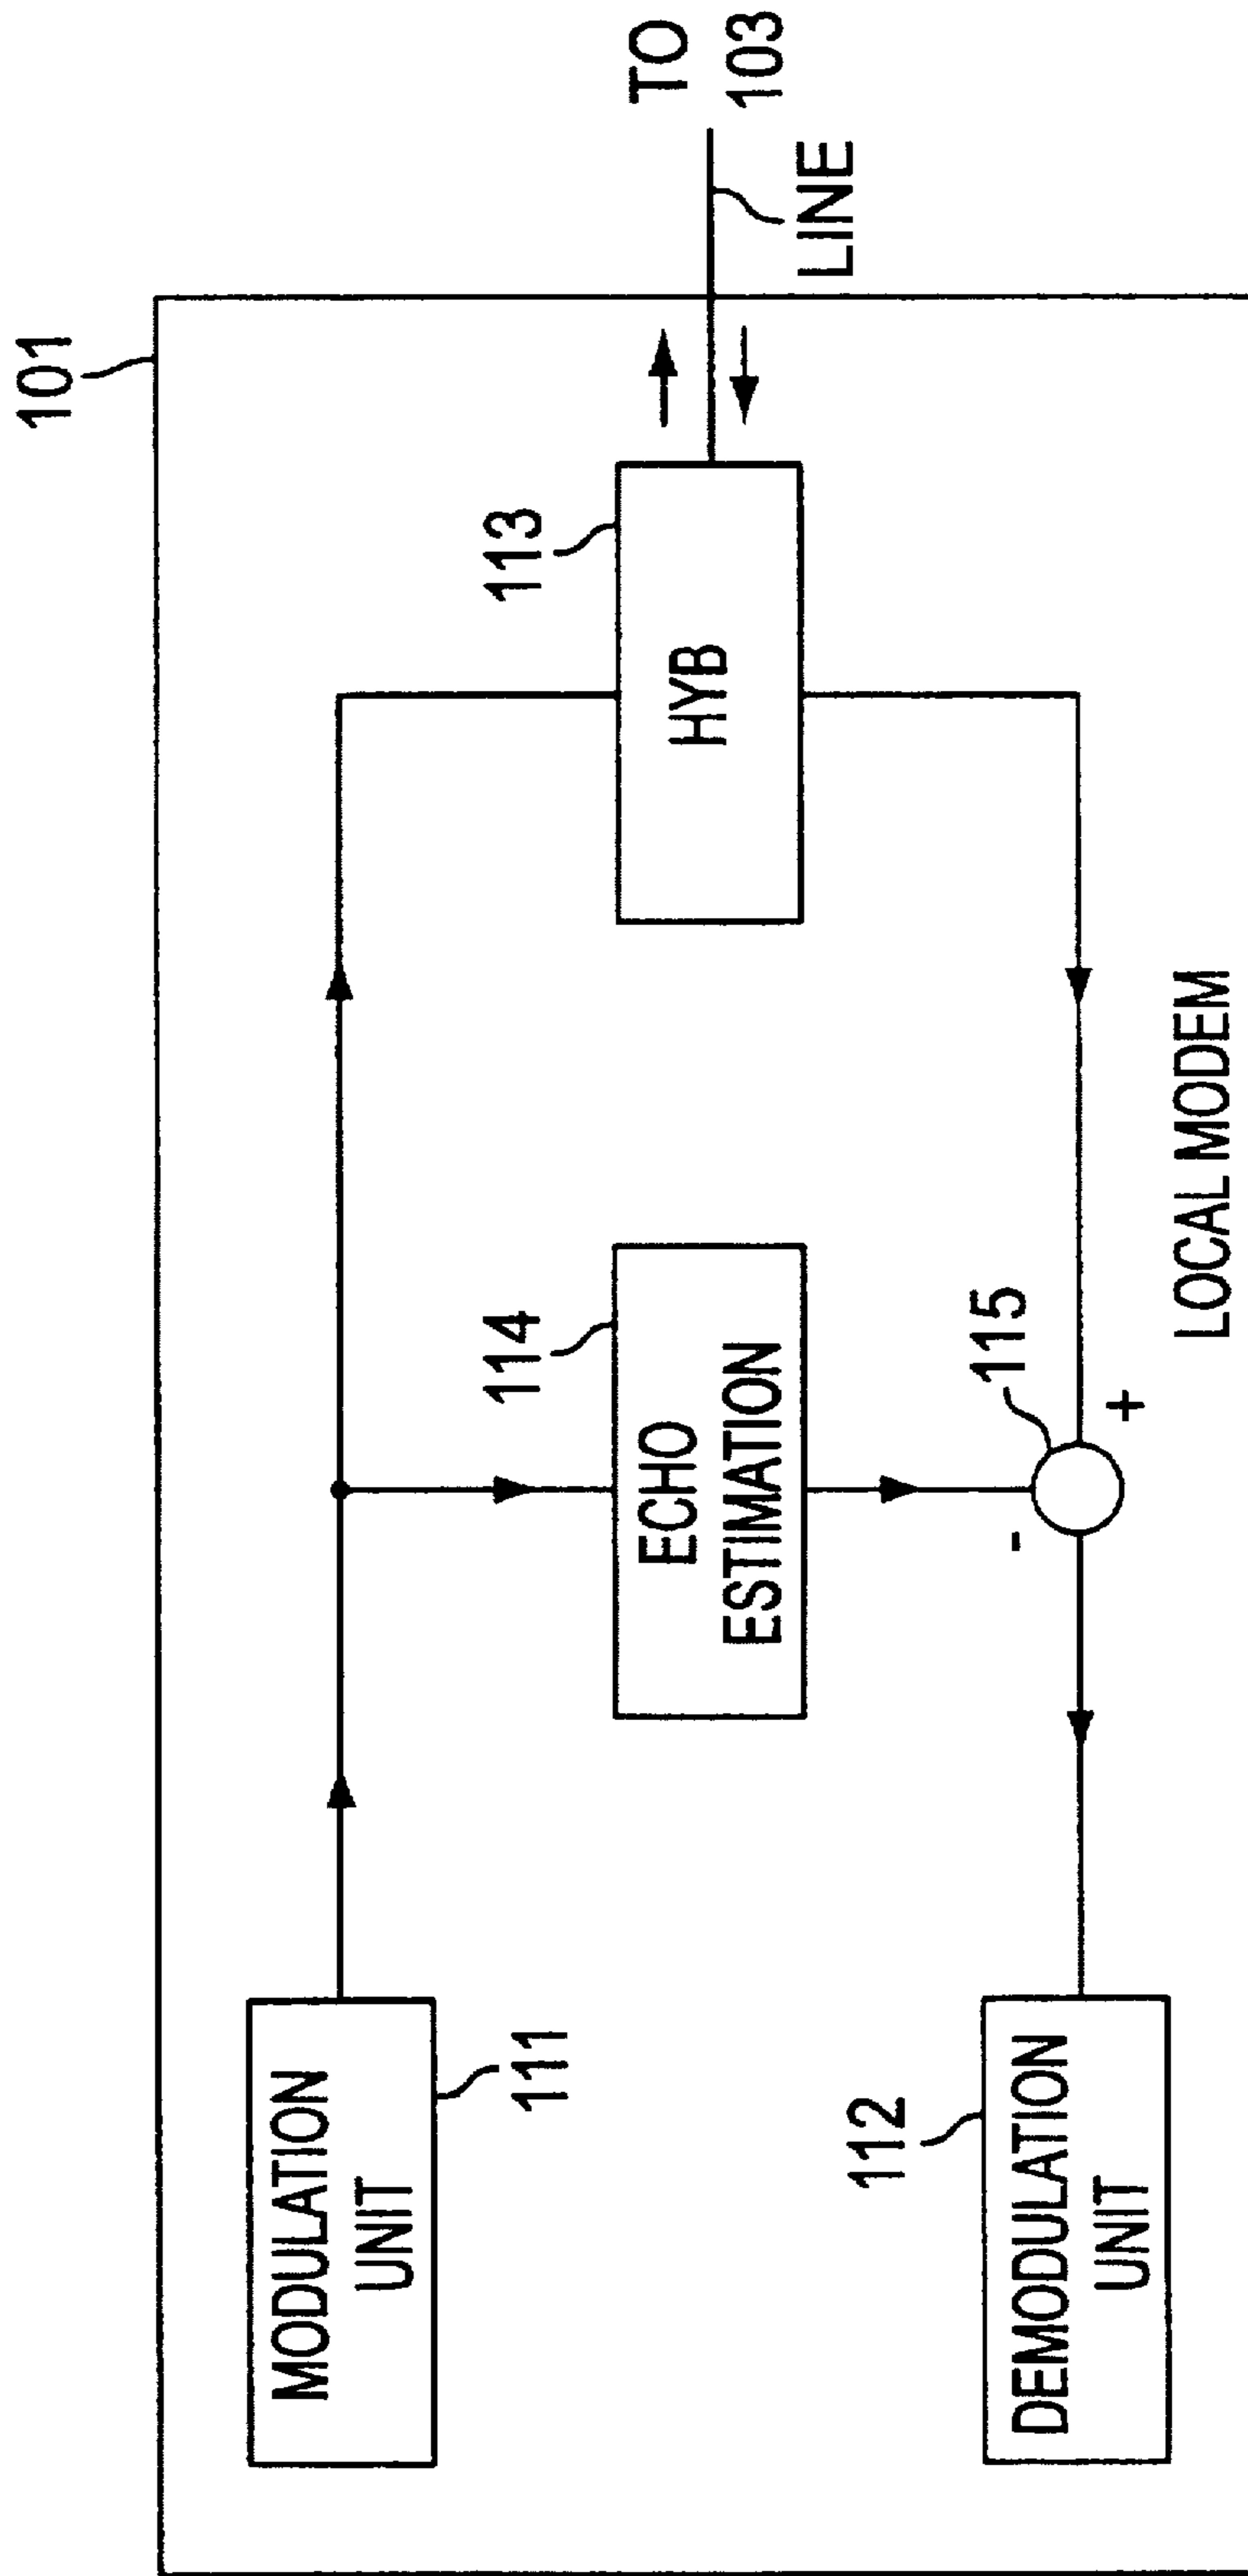 101
MODULATION
UNIT
111
ECHO
ESTIMATION
114
HYB
113
TO
103
LINE
DEMODULATION
UNIT
112
115
-
+
LOCAL MODEM